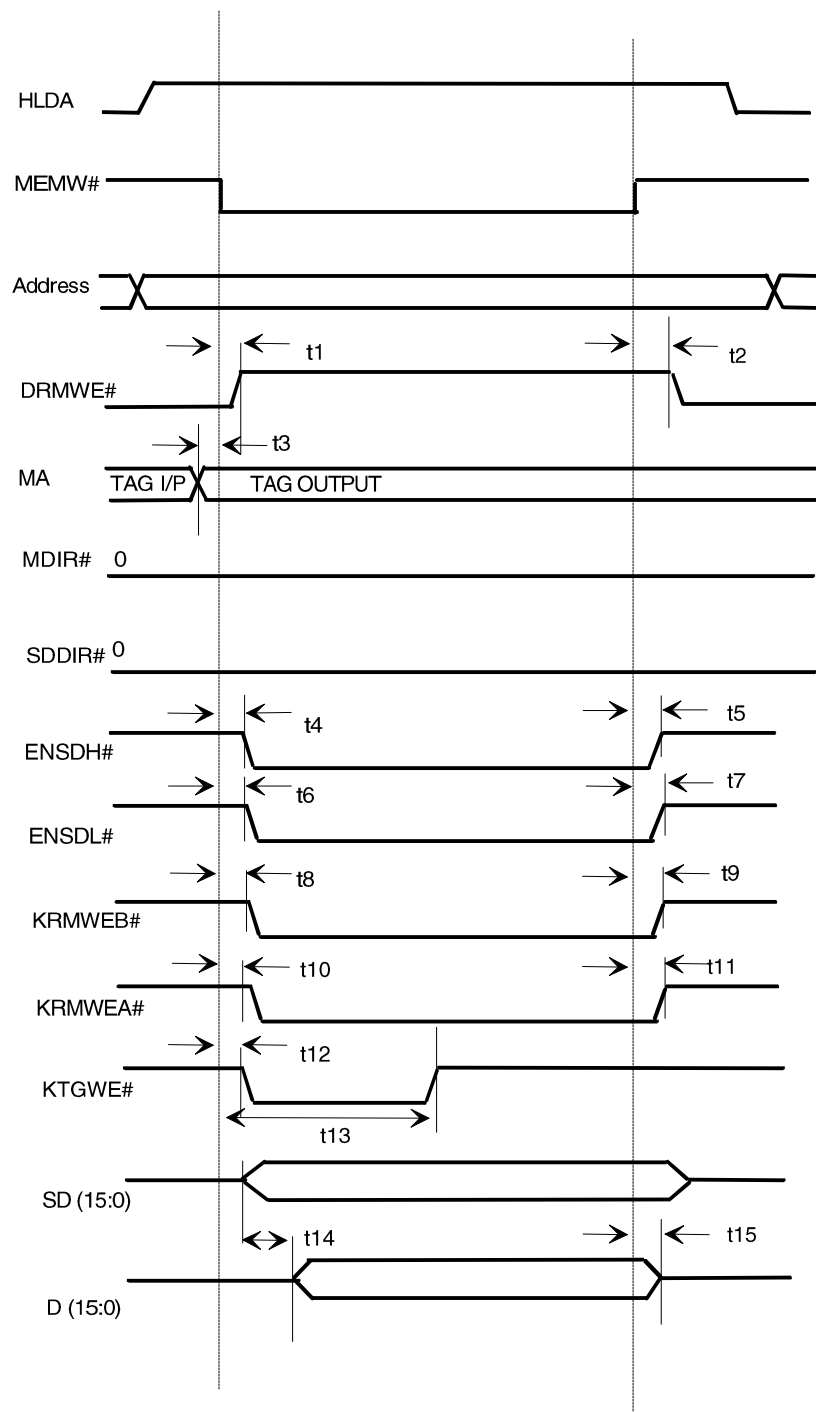 HLDA
MEMW#
Address
t1
t2
DRMWE#
t3
MA
TAG I/P
TAG OUTPUT
MDIR# 0
SDDIR# 0
t4
t5
ENSDH#
t6
t7
ENSDL#
t8
t9
KRMWEB#
t10
t11
KRMWEA#
t12
KTGWE#
t13
SD (15:0)
t14
t15
D (15:0)